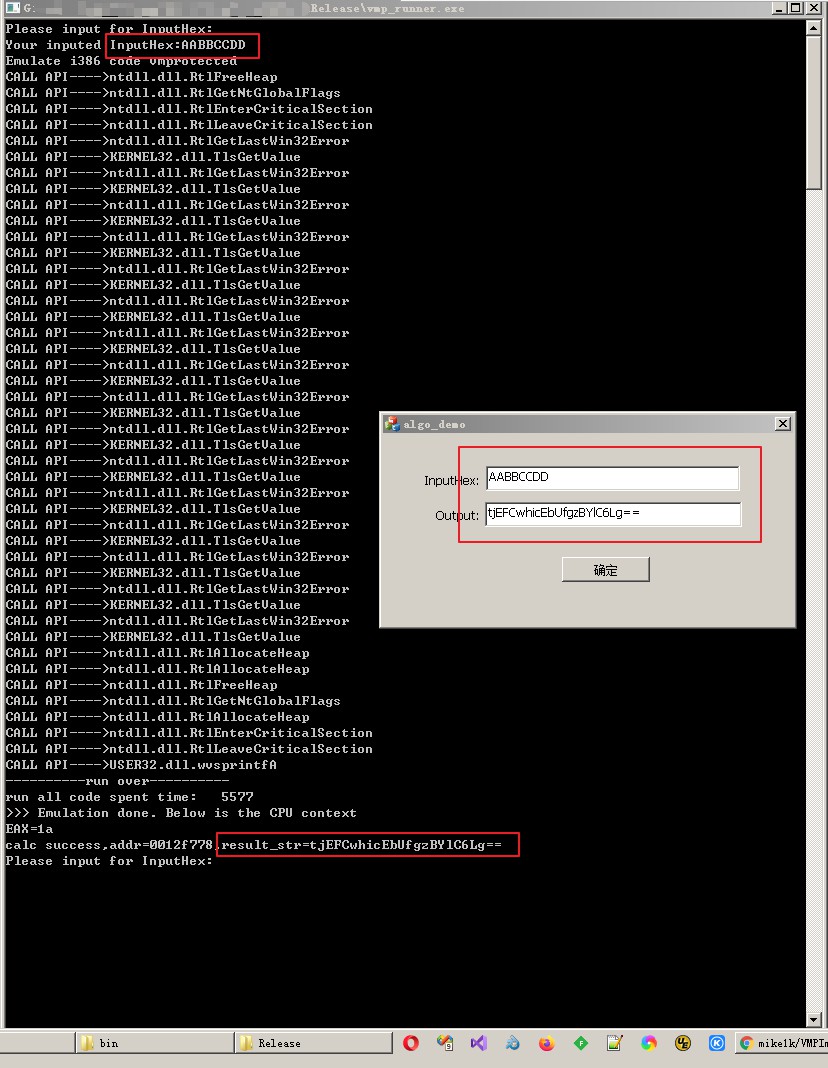 G:
Release\vmp_runner.exe
Please input for InputHex:
Your inputed InputHex:AABBCCDD
Emulate i386 code vmprotected
CALL API---->ntdll.dll.RtlFreeHeap
CALL API---->ntdll.dll.RtlGetNtGlobalFlags
CALL API---->ntdll.dll.RtlEnterCriticalSection
CALL API---->ntdll.dll.RtlLeaveCriticalSection
CALL API---->ntdll.dll.RtlGetLastWin32Error
CALL API---->KERNEL32.dll.TlsGetValue
CALL API---->ntdll.dll.RtlGetLastWin32Error
CALL API---->KERNEL32.dll.TlsGetValue
CALL API---->ntdll.dll.RtlGetLastWin32Error
CALL API---->KERNEL32.dll.TlsGetValue
CALL API---->ntdll.dll.RtlGetLastWin32Error
CALL API---->KERNEL32.dll.TlsGetValue
CALL API---->ntdll.dll.RtlGetLastWin32Error
CALL API---->KERNEL32.dll.TlsGetValue
CALL API---->ntdll.dll.RtlGetLastWin32Error
CALL API---->KERNEL32.dll.TlsGetValue
CALL API---->ntdll.dll.RtlGetLastWin32Error
CALL API---->KERNEL32.dll.TlsGetValue
CALL API---->ntdll.dll.RtlGetLastWin32Error
CALL API---->KERNEL32.dll.TlsGetValue
CALL API---->ntdll.dll.RtlGetLastWin32Error
CALL API---->KERNEL32.dll.TlsGetValue
CALL API---->ntdll.dll.RtlGetLastWin32Error
CALL API---->KERNEL32.dll.TlsGetValue
CALL API---->ntdll.dll.RtlGetLastWin32Error
CALL API---->KERNEL32.dll.TlsGetValue
CALL API---->ntdll.dll.RtlGetLastWin32Error
CALL API---->KERNEL32.dll.TlsGetValue
CALL API---->ntdll.dll.RtlGetLastWin32Error
CALL API---->KERNEL32.dll.TlsGetValue
CALL API---->ntdll.dll.RtlGetLastWin32Error
CALL API---->KERNEL32.dll.TlsGetValue
CALL API---->ntdll.dll.RtlGetLastWin32Error
CALL API---->KERNEL32.dll.TlsGetValue
CALL API---->ntdll.dll.RtlGetLastWin32Error
CALL API---->KERNEL32.dll.TlsGetValue
CALL API---->ntdll.dll.RtlAllocateHeap
CALL API---->ntdll.dll.RtlAllocateHeap
CALL API---->ntdll.dll.RtlFreeHeap
CALL API---->ntdll.dll.RtlGetNtGlobalFlags
CALL API---->ntdll.dll.RtlAllocateHeap
CALL API---->ntdll.dll.RtlEnterCriticalSection
CALL API---->ntdll.dll.RtlLeaveCriticalSection
CALL API---->USER32.dll.wvsprintfA
----------run over----------
run all code spent time:   5577
>>> Emulation done. Below is the CPU context
EAX=1a
calc success,addr=0012f778,result_str=tjEFCwhicEbUfgzBYlC6Lg==
Please input for InputHex:
algo_demo
InputHex: AABBCCDD
Output: tjEFCwhicEbUfgzBYlC6Lg==
确定
bin
Release
mike1k/VMPIm